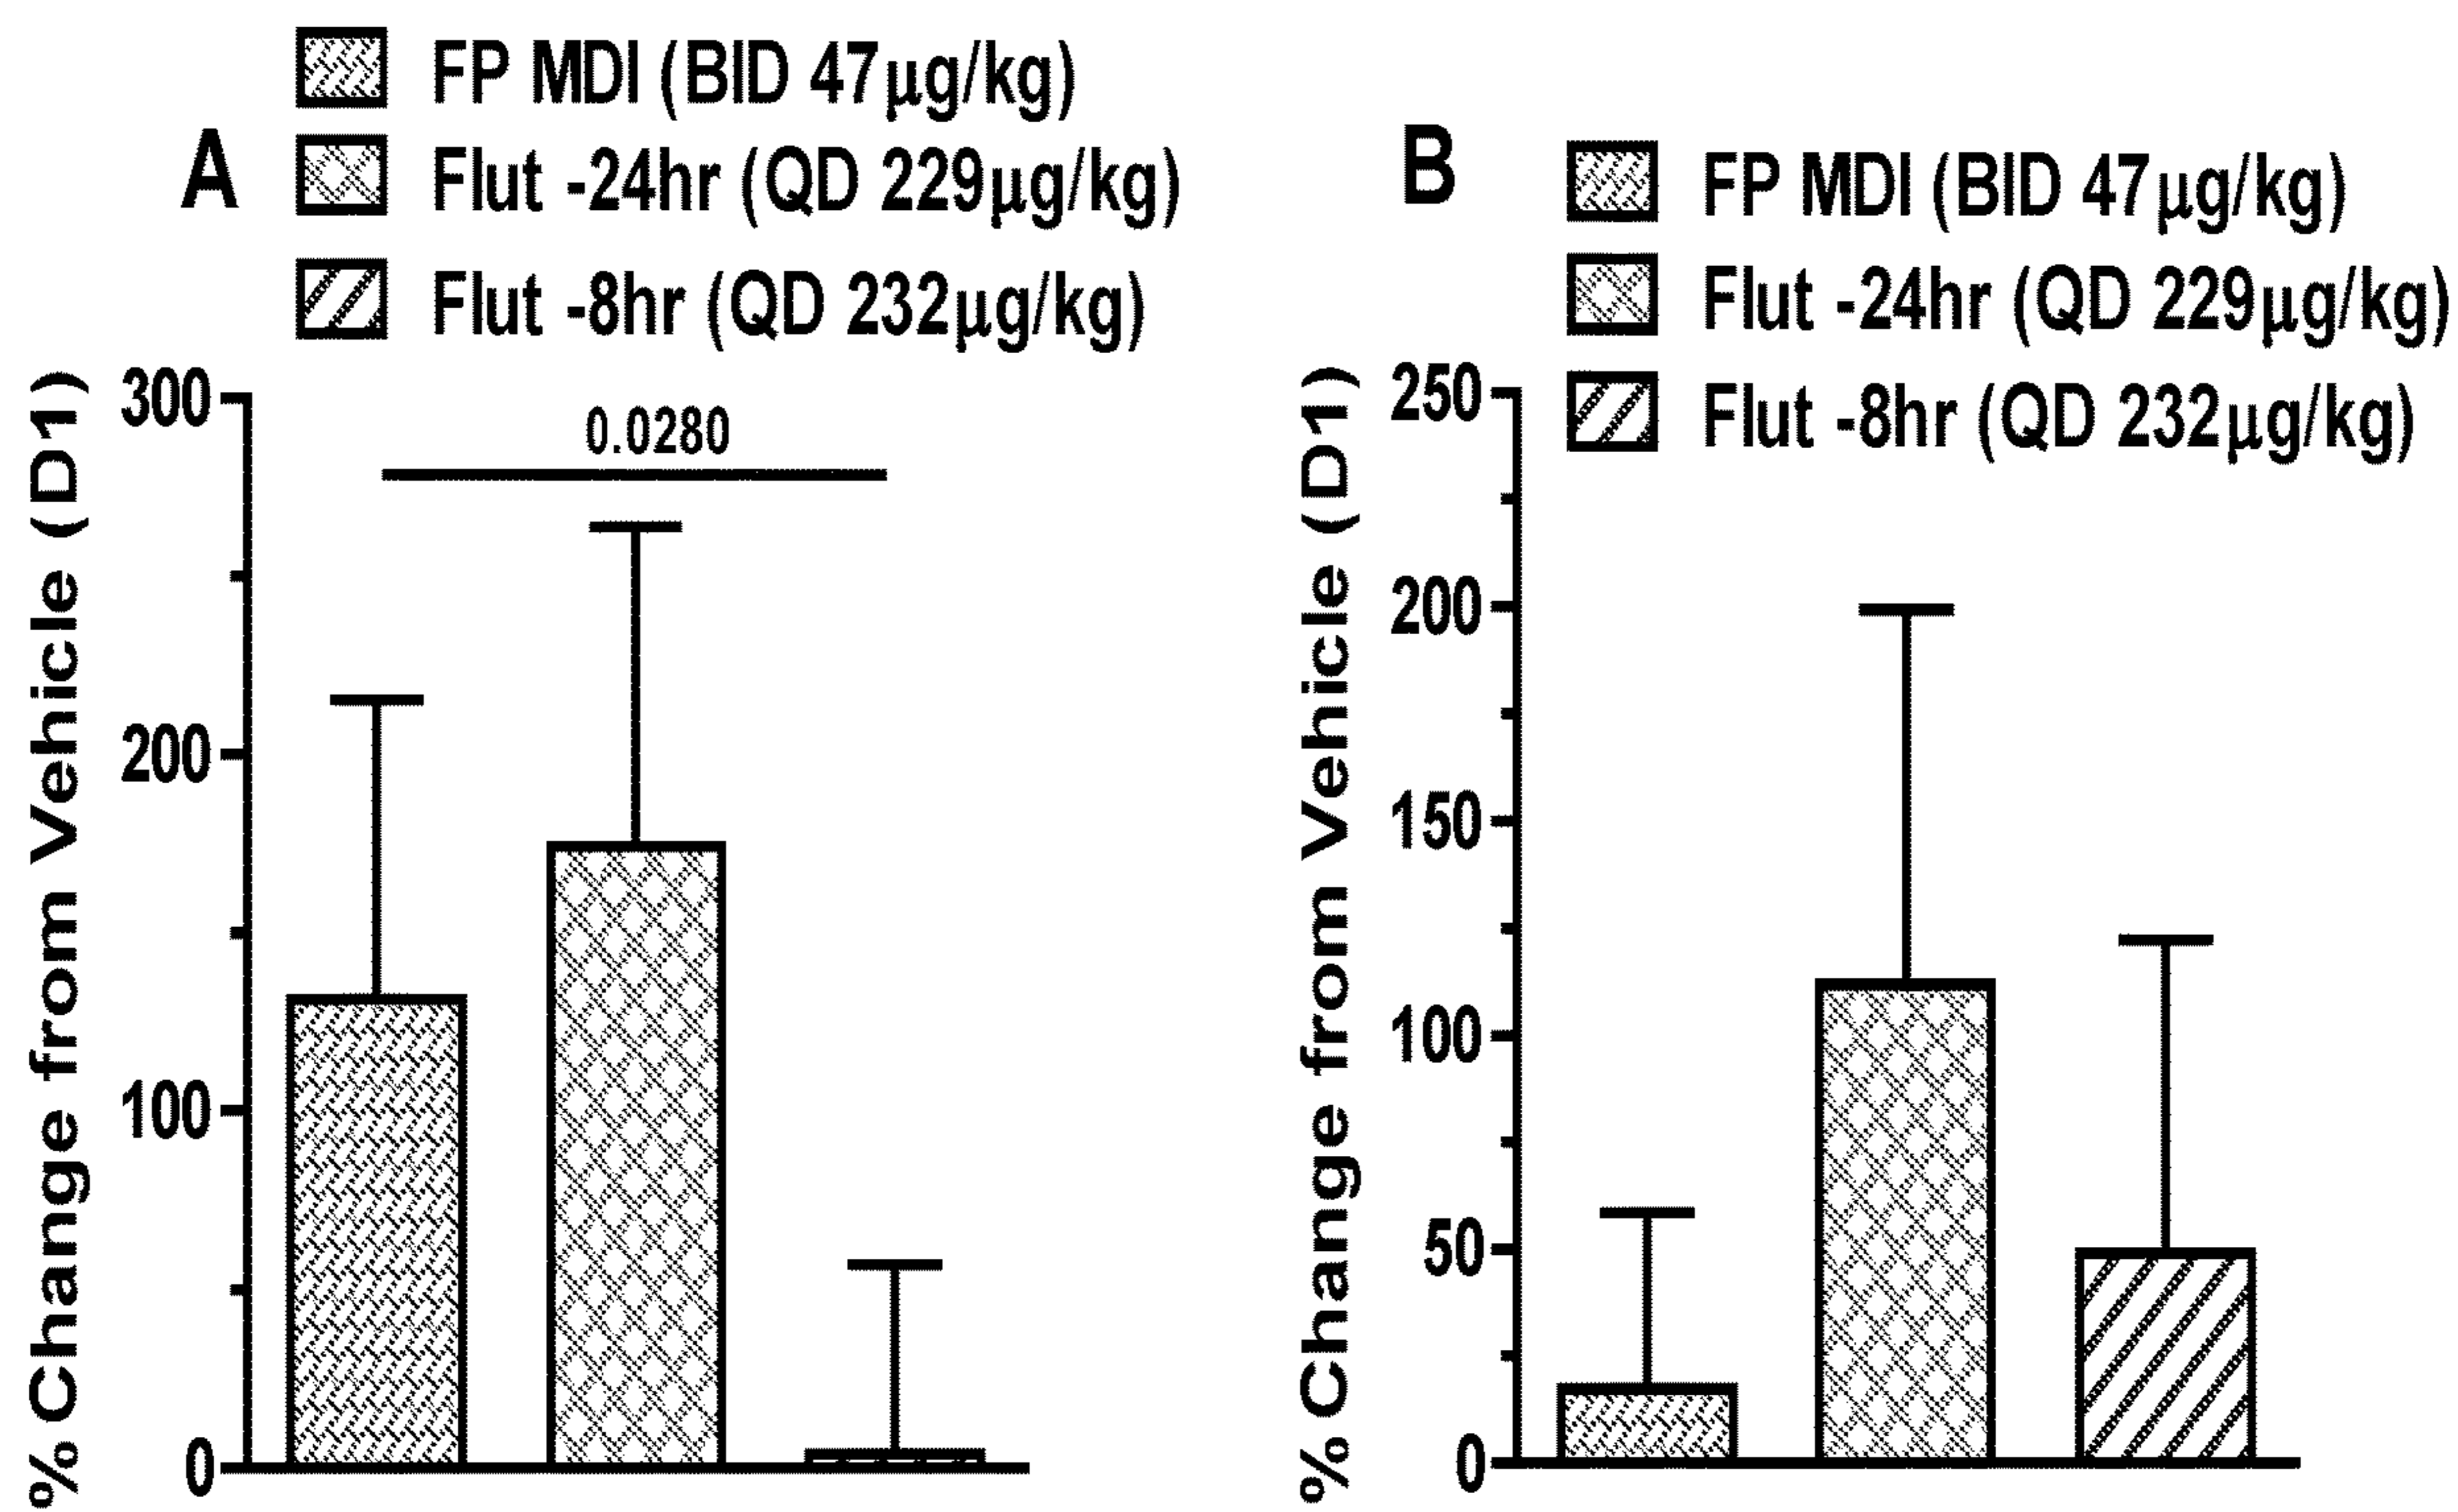 A
FP MDI (BID 47µg/kg)
Flut -24hr (QD 229µg/kg)
Flut -8hr (QD 232µg/kg)
% Change from Vehicle (D1)
300
200
100
0
0.0280
B
FP MDI (BID 47µg/kg)
Flut -24hr (QD 229µg/kg)
Flut -8hr (QD 232µg/kg)
% Change from Vehicle (D1)
250
200
150
100
50
0